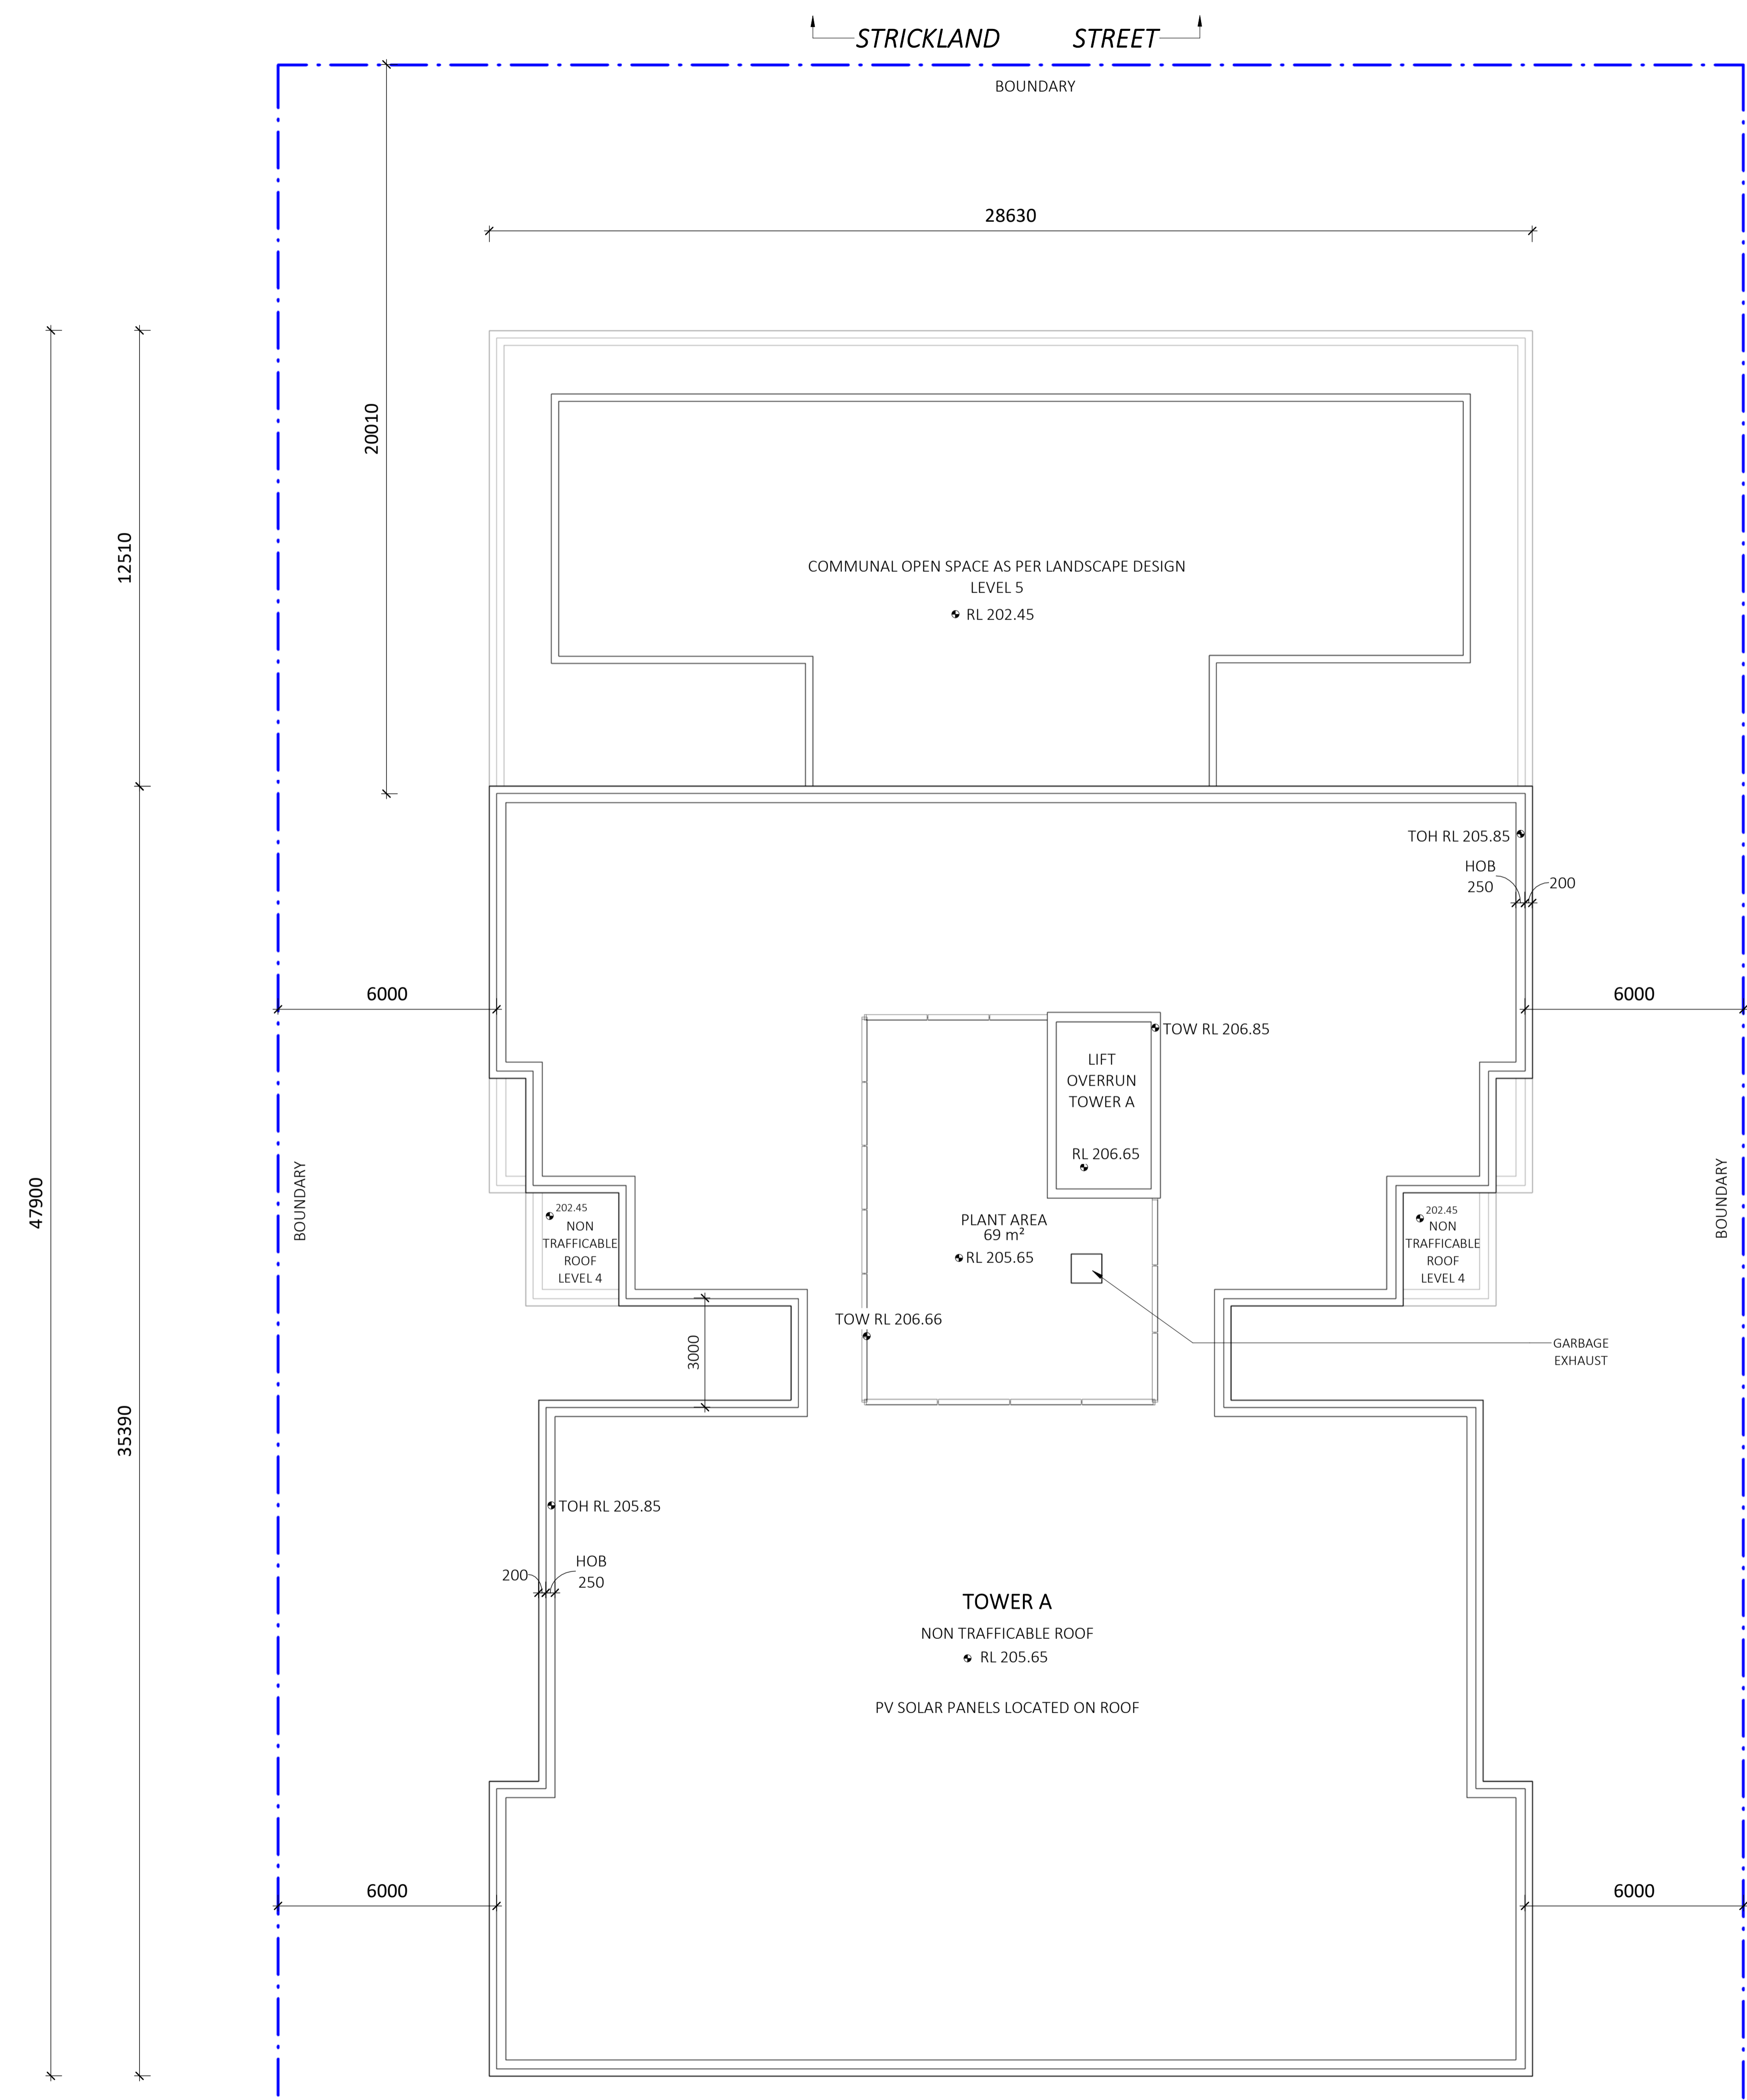 STRICKLAND STREET
BOUNDARY
28630
20010
12510
COMMUNAL OPEN SPACE AS PER LANDSCAPE DESIGN
LEVEL 5
RL 202.45
TOH RL 205.85
HOB
250
200
6000
6000
TOW RL 206.85
LIFT
OVERRUN
TOWER A
RL 206.65
47900
BOUNDARY
BOUNDARY
202.45
NON
TRAFFICABLE
ROOF
LEVEL 4
PLANT AREA
69 m²
RL 205.65
202.45
NON
TRAFFICABLE
ROOF
LEVEL 4
TOW RL 206.66
3000
GARBAGE
EXHAUST
35390
TOH RL 205.85
200
HOB
250
TOWER A
NON TRAFFICABLE ROOF
RL 205.65
PV SOLAR PANELS LOCATED ON ROOF
6000
6000